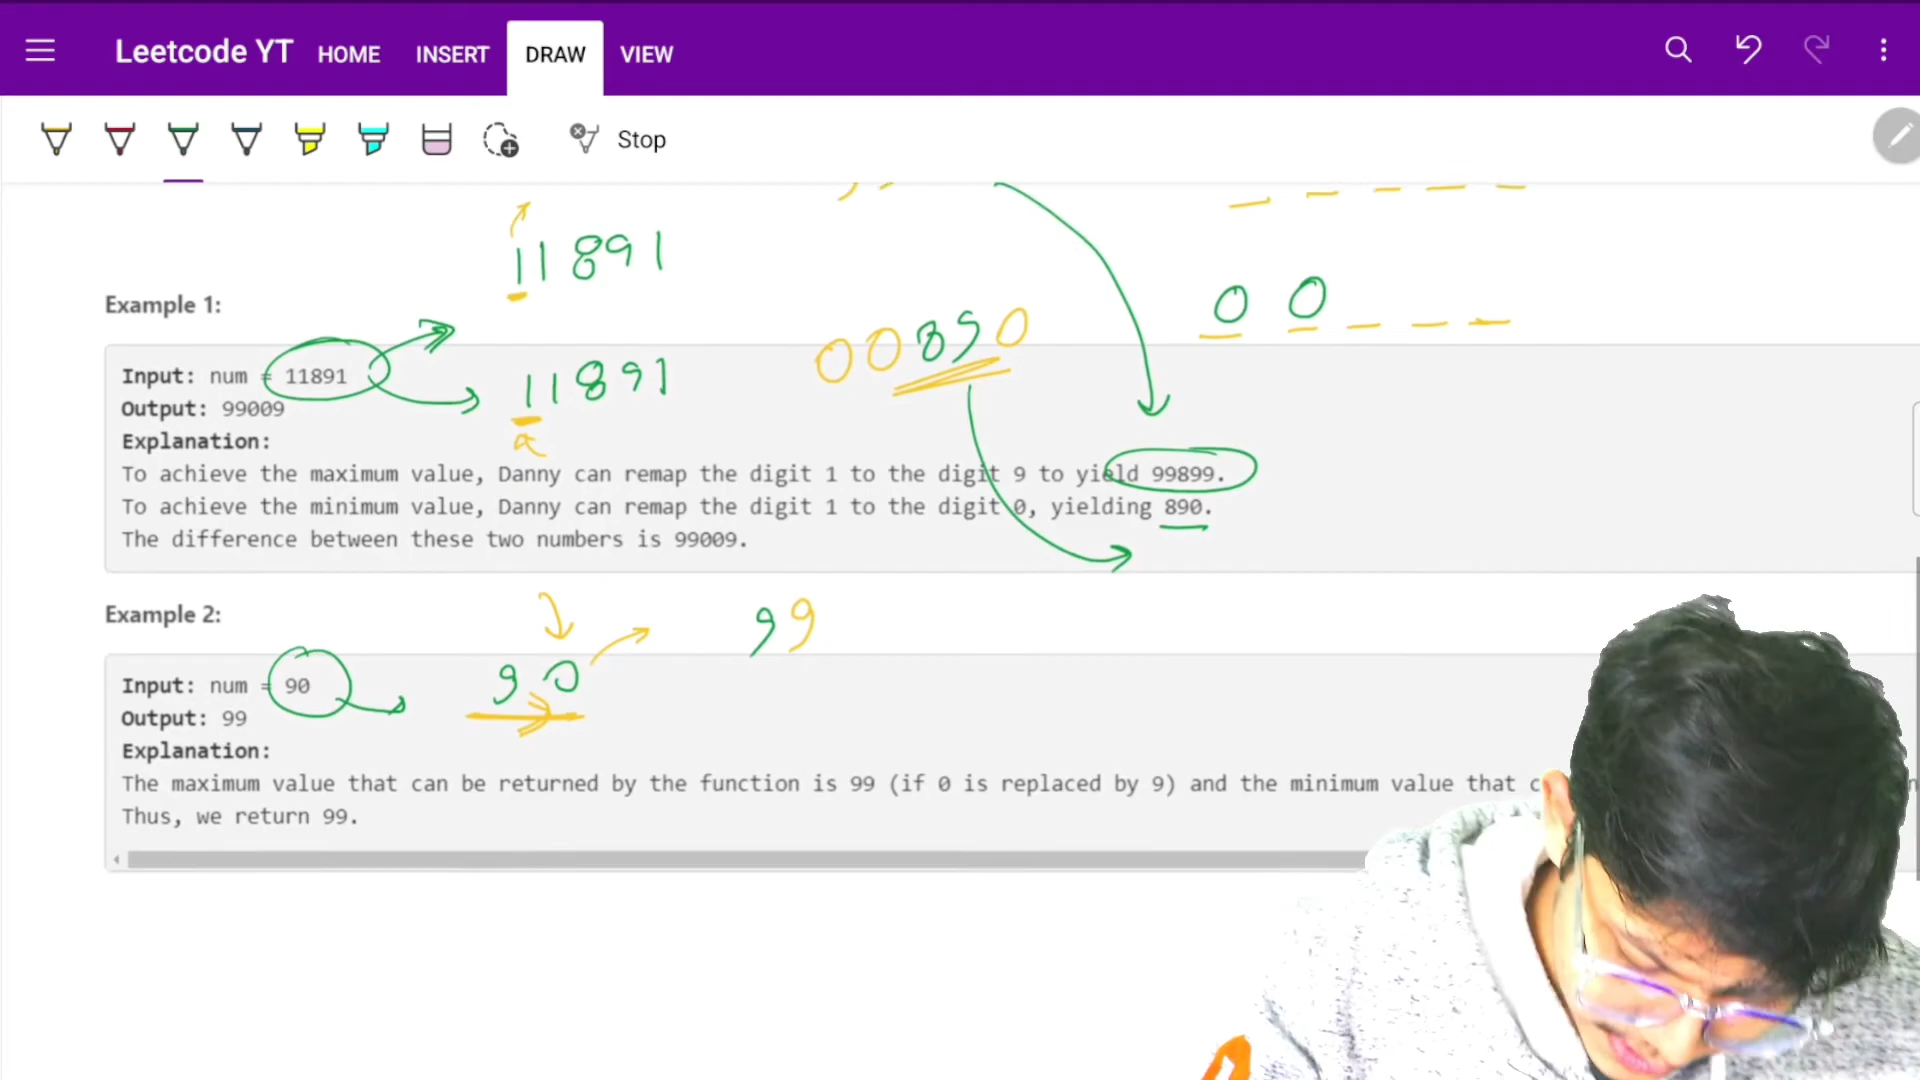 Leetcode YT HOME INSERT DRAW VIEW
Stop
11891
0 0
Example 1:
00890
Input: num = 11891
11891
Output: 99009
Explanation:
To achieve the maximum value, Danny can remap the digit 1 to the digit 9 to yield 99899.
To achieve the minimum value, Danny can remap the digit 1 to the digit 0, yielding 890.
The difference between these two numbers is 99009.
Example 2:
99
Input: num = 90
90
Output: 99
Explanation:
The maximum value that can be returned by the function is 99 (if 0 is replaced by 9) and the minimum value that
Thus, we return 99.